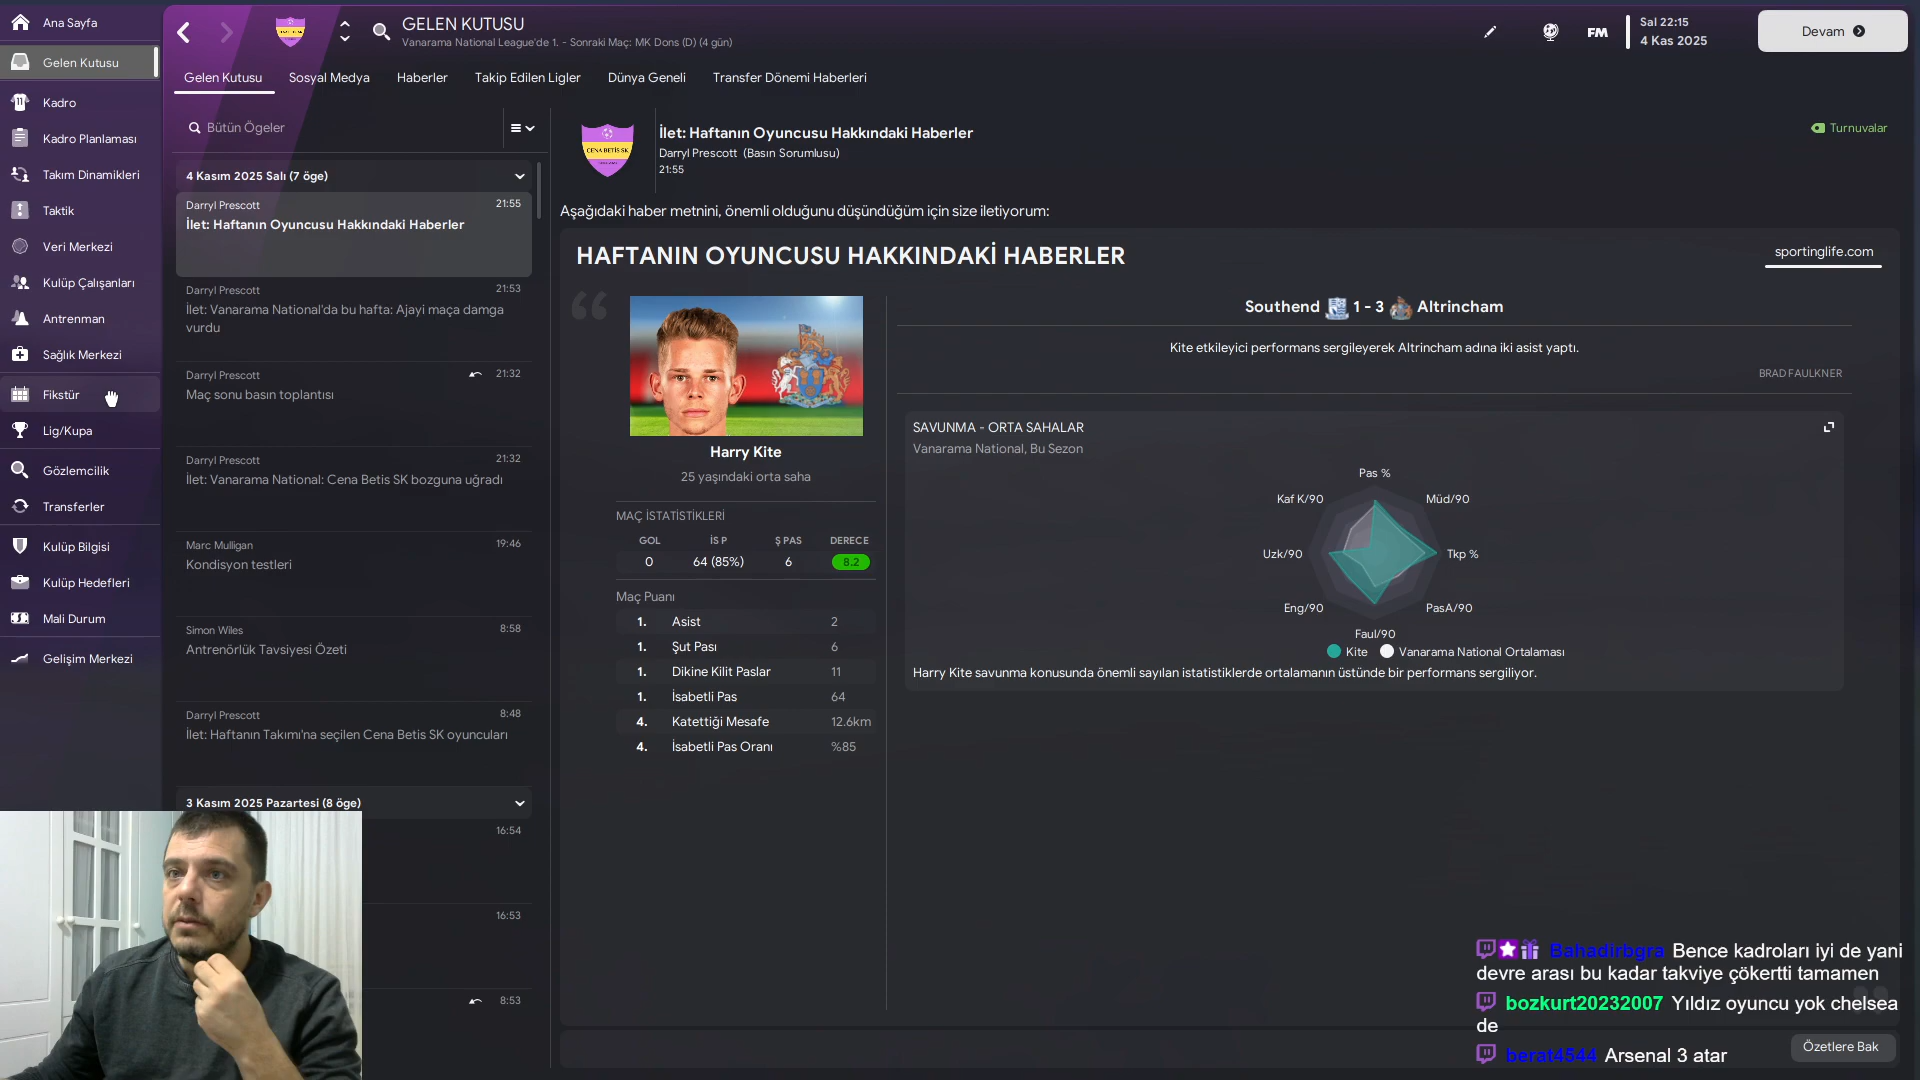 Ana Sayfa
Gelen Kutusu
Kadro
Kadro Planlaması
Takım Dinamikleri
Taktik
Veri Merkezi
Kulüp Çalışanları
Antrenman
Sağlık Merkezi
Fikstür
Lig/Kupa
Gözlemcilik
Transferler
Kulüp Bilgisi
Kulüp Hedefleri
Mali Durum
Gelişim Merkezi
GELEN KUTUSU
Vanarama National League'de 1. - Sonraki Maç: MK Dons (D) (4 gün)
FM
Sal 22:15
4 Kas 2025
Devam
Gelen Kutusu Sosyal Medya Haberler Takip Edilen Ligler Dünya Geneli Transfer Dönemi Haberleri
Bütün Ögeler
4 Kasım 2025 Salı (7 öge)
Darryl Prescott 21:55
İlet: Haftanın Oyuncusu Hakkındaki Haberler
Darryl Prescott 21:53
İlet: Vanarama National'da bu hafta: Ajayi maça damga
vurdu
Darryl Prescott 21:32
Maç sonu basın toplantısı
Darryl Prescott 21:32
İlet: Vanarama National: Cena Betis SK bozguna uğradı
Marc Mulligan 19:46
Kondisyon testleri
Simon Wiles 8:58
Antrenörlük Tavsiyesi Özeti
Darryl Prescott 8:48
İlet: Haftanın Takımı'na seçilen Cena Betis SK oyuncuları
3 Kasım 2025 Pazartesi (8 öge)
16:54
16:53
8:53
CENA BETİS SK
İlet: Haftanın Oyuncusu Hakkındaki Haberler
Darryl Prescott (Basın Sorumlusu)
21:55
Turnuvalar
Aşağıdaki haber metnini, önemli olduğunu düşündüğüm için size iletiyorum:
HAFTANIN OYUNCUSU HAKKINDAKİ HABERLER
sportinglife.com
Harry Kite
25 yaşındaki orta saha
MAÇ İSTATİSTİKLERİ
GOL İS P Ş PAS DERECE
0 64 (85%) 6 8.2
Maç Puanı
1. Asist 2
1. Şut Pası 6
1. Dikine Kilit Paslar 11
1. İsabetli Pas 64
4. Katettiği Mesafe 12.6km
4. İsabetli Pas Oranı %85
Southend 1 - 3 Altrincham
Kite etkileyici performans sergileyerek Altrincham adına iki asist yaptı.
BRAD FAULKNER
SAVUNMA - ORTA SAHALAR
Vanarama National, Bu Sezon
Pas %
Kaf K/90 Müd/90
Uzk/90 Tkp %
Eng/90 PasA/90
Faul/90
Kite Vanarama National Ortalaması
Harry Kite savunma konusunda önemli sayılan istatistiklerde ortalamanın üstünde bir performans sergiliyor.
Bahadirbgra Bence kadroları iyi de yani
devre arası bu kadar takviye çökertti tamamen
bozkurt20232007 Yıldız oyuncu yok chelsea
de
berat4544 Arsenal 3 atar
Özetlere Bak